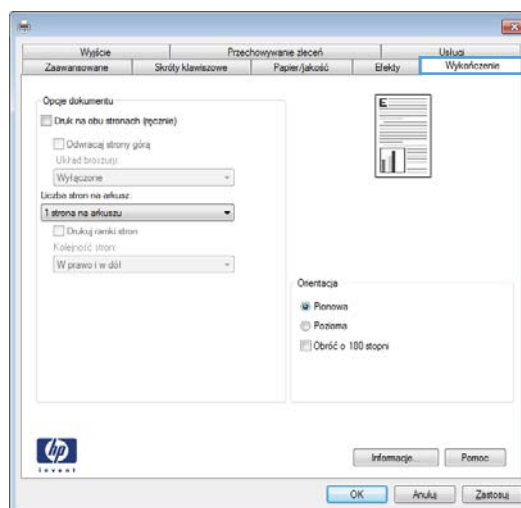 Wyjście Przechowywanie zleceń Usługi
Zaawansowane Skróty klawiszowe Papier/jakość Efekty Wykończenie
Opcje dokumentu
Druk na obu stronach (ręcznie)
Odwracaj strony górą
Układ broszury:
Wyłączone
Liczba stron na arkusz:
1 strona na arkuszu
Drukuj ramki stron
Kolejność stron:
W prawo i w dół
E
Orientacja
Pionowa
Pozioma
Obróć o 180 stopni
hp
invent
Informacje... Pomoc
OK Anuluj Zastosuj